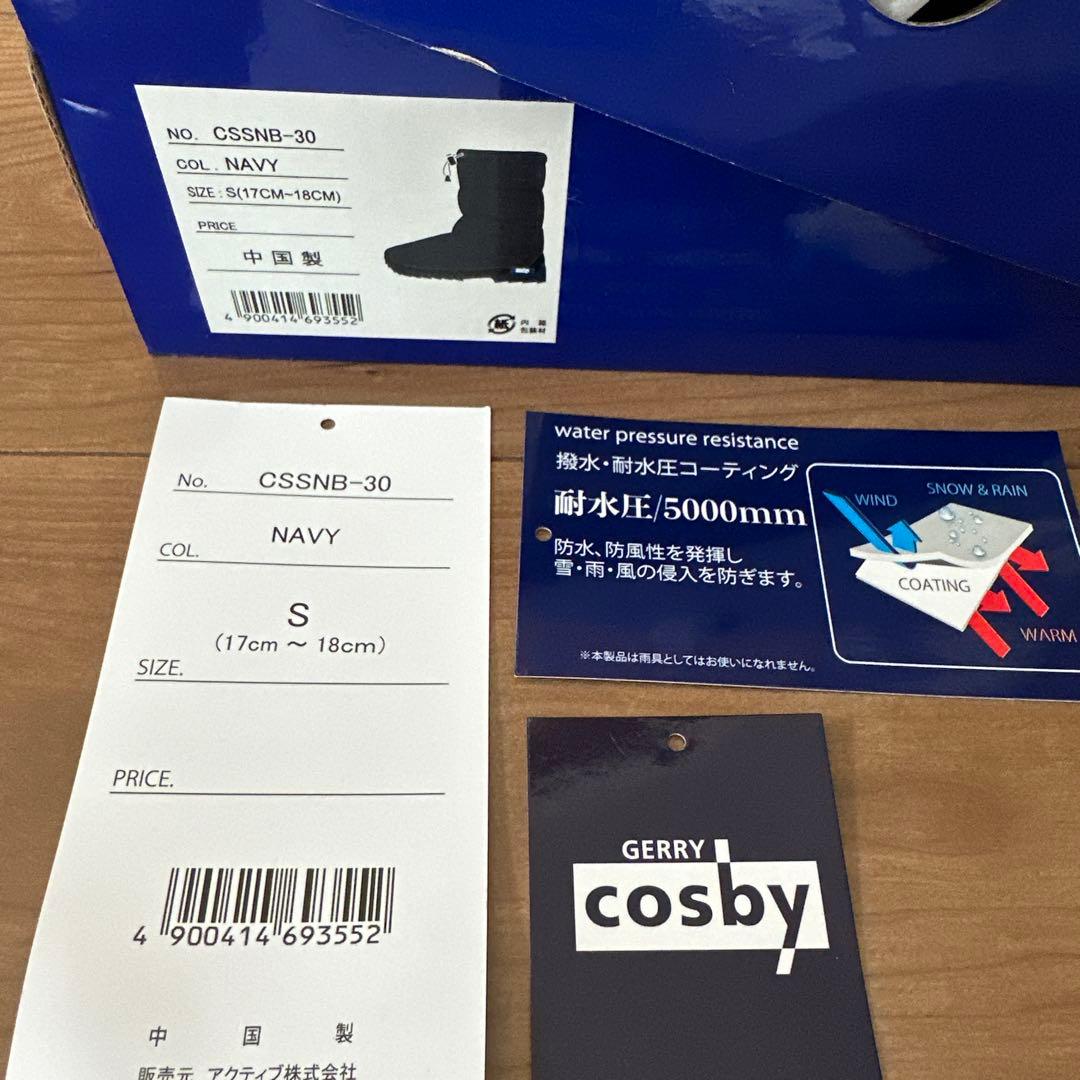 NO. CSSNB-30
COL. NAVY
SIZE: S(17CM~18CM)
PRICE
中国製
4 900414 693552
紙
内箱
包装材
No. CSSNB-30
NAVY
COL.
S
(17cm ～ 18cm)
SIZE.
PRICE.
4 900414 693552
中国製
販売元 アクティブ株式会社
water pressure resistance
撥水・耐水圧コーティング
耐水圧/5000mm
防水、防風性を発揮し
雪・雨・風の侵入を防ぎます。
※本製品は雨具としてはお使いになれません。
WIND
SNOW & RAIN
COATING
WARM
GERRY
cosby